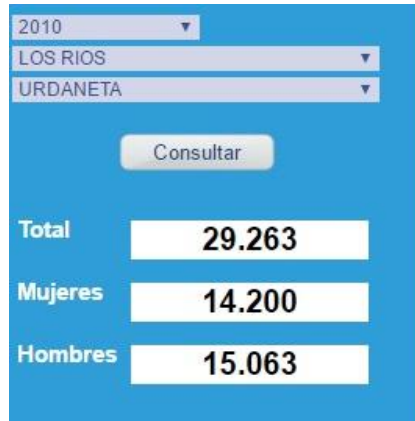 2010
LOS RIOS
URDANETA
Consultar
Total 29.263
Mujeres 14.200
Hombres 15.063